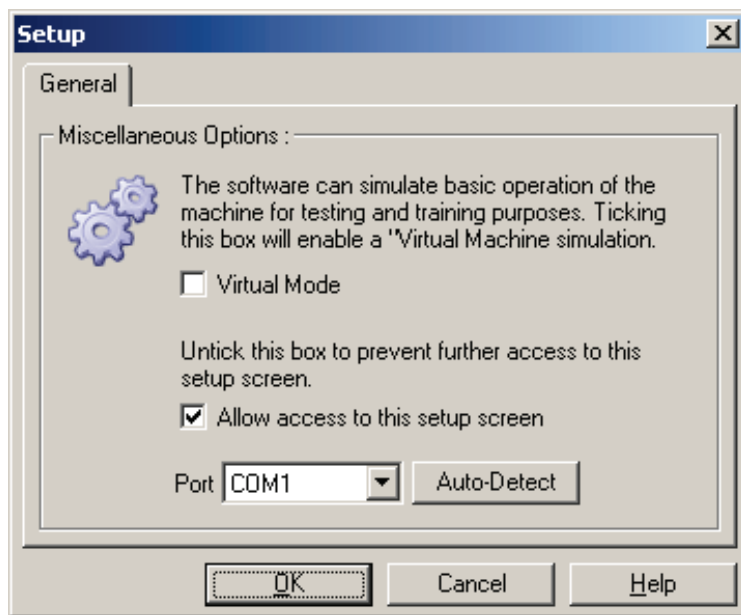 Setup
General
Miscellaneous Options :
The software can simulate basic operation of the
machine for testing and training purposes. Ticking
this box will enable a "Virtual Machine simulation.
Virtual Mode
Untick this box to prevent further access to this
setup screen.
Allow access to this setup screen
Port COM1 Auto-Detect
OK Cancel Help